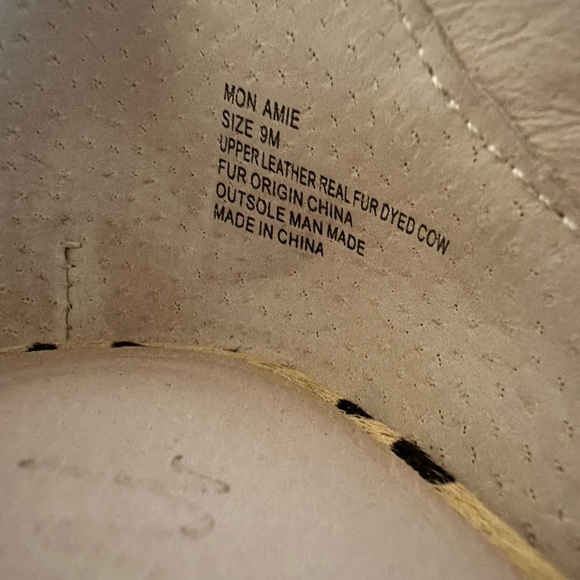 MON AMIE
SIZE 9M
UPPER LEATHER REAL FUR DYED COW
FUR ORIGIN CHINA
OUTSOLE MAN MADE
MADE IN CHINA